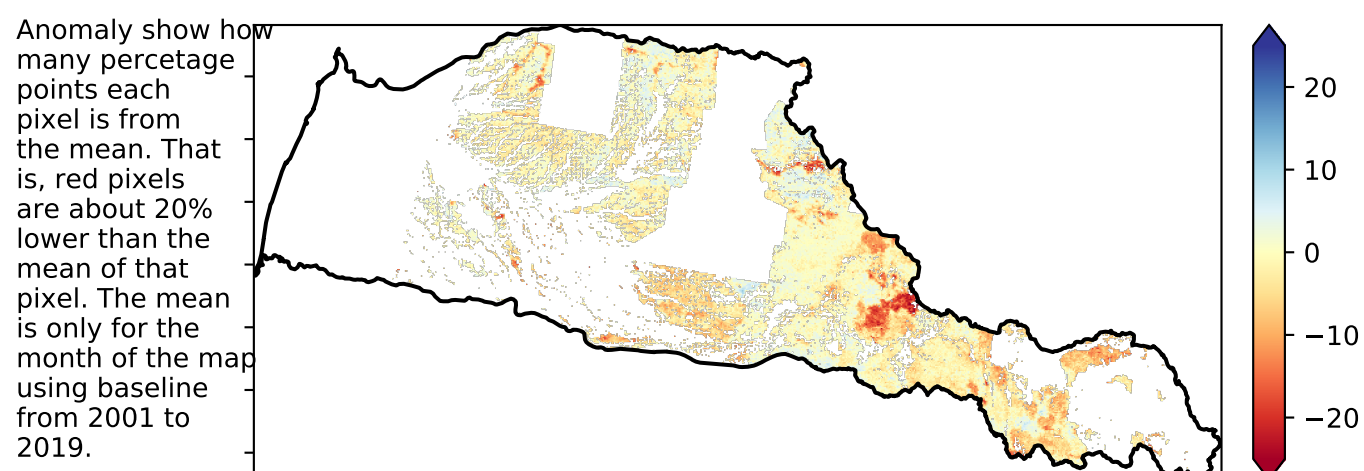 Anomaly show how
many percetage
points each
pixel is from
the mean. That
is, red pixels
are about 20%
lower than the
mean of that
pixel. The mean
is only for the
month of the map
using baseline
from 2001 to
2019.
20
10
0
−10
−20